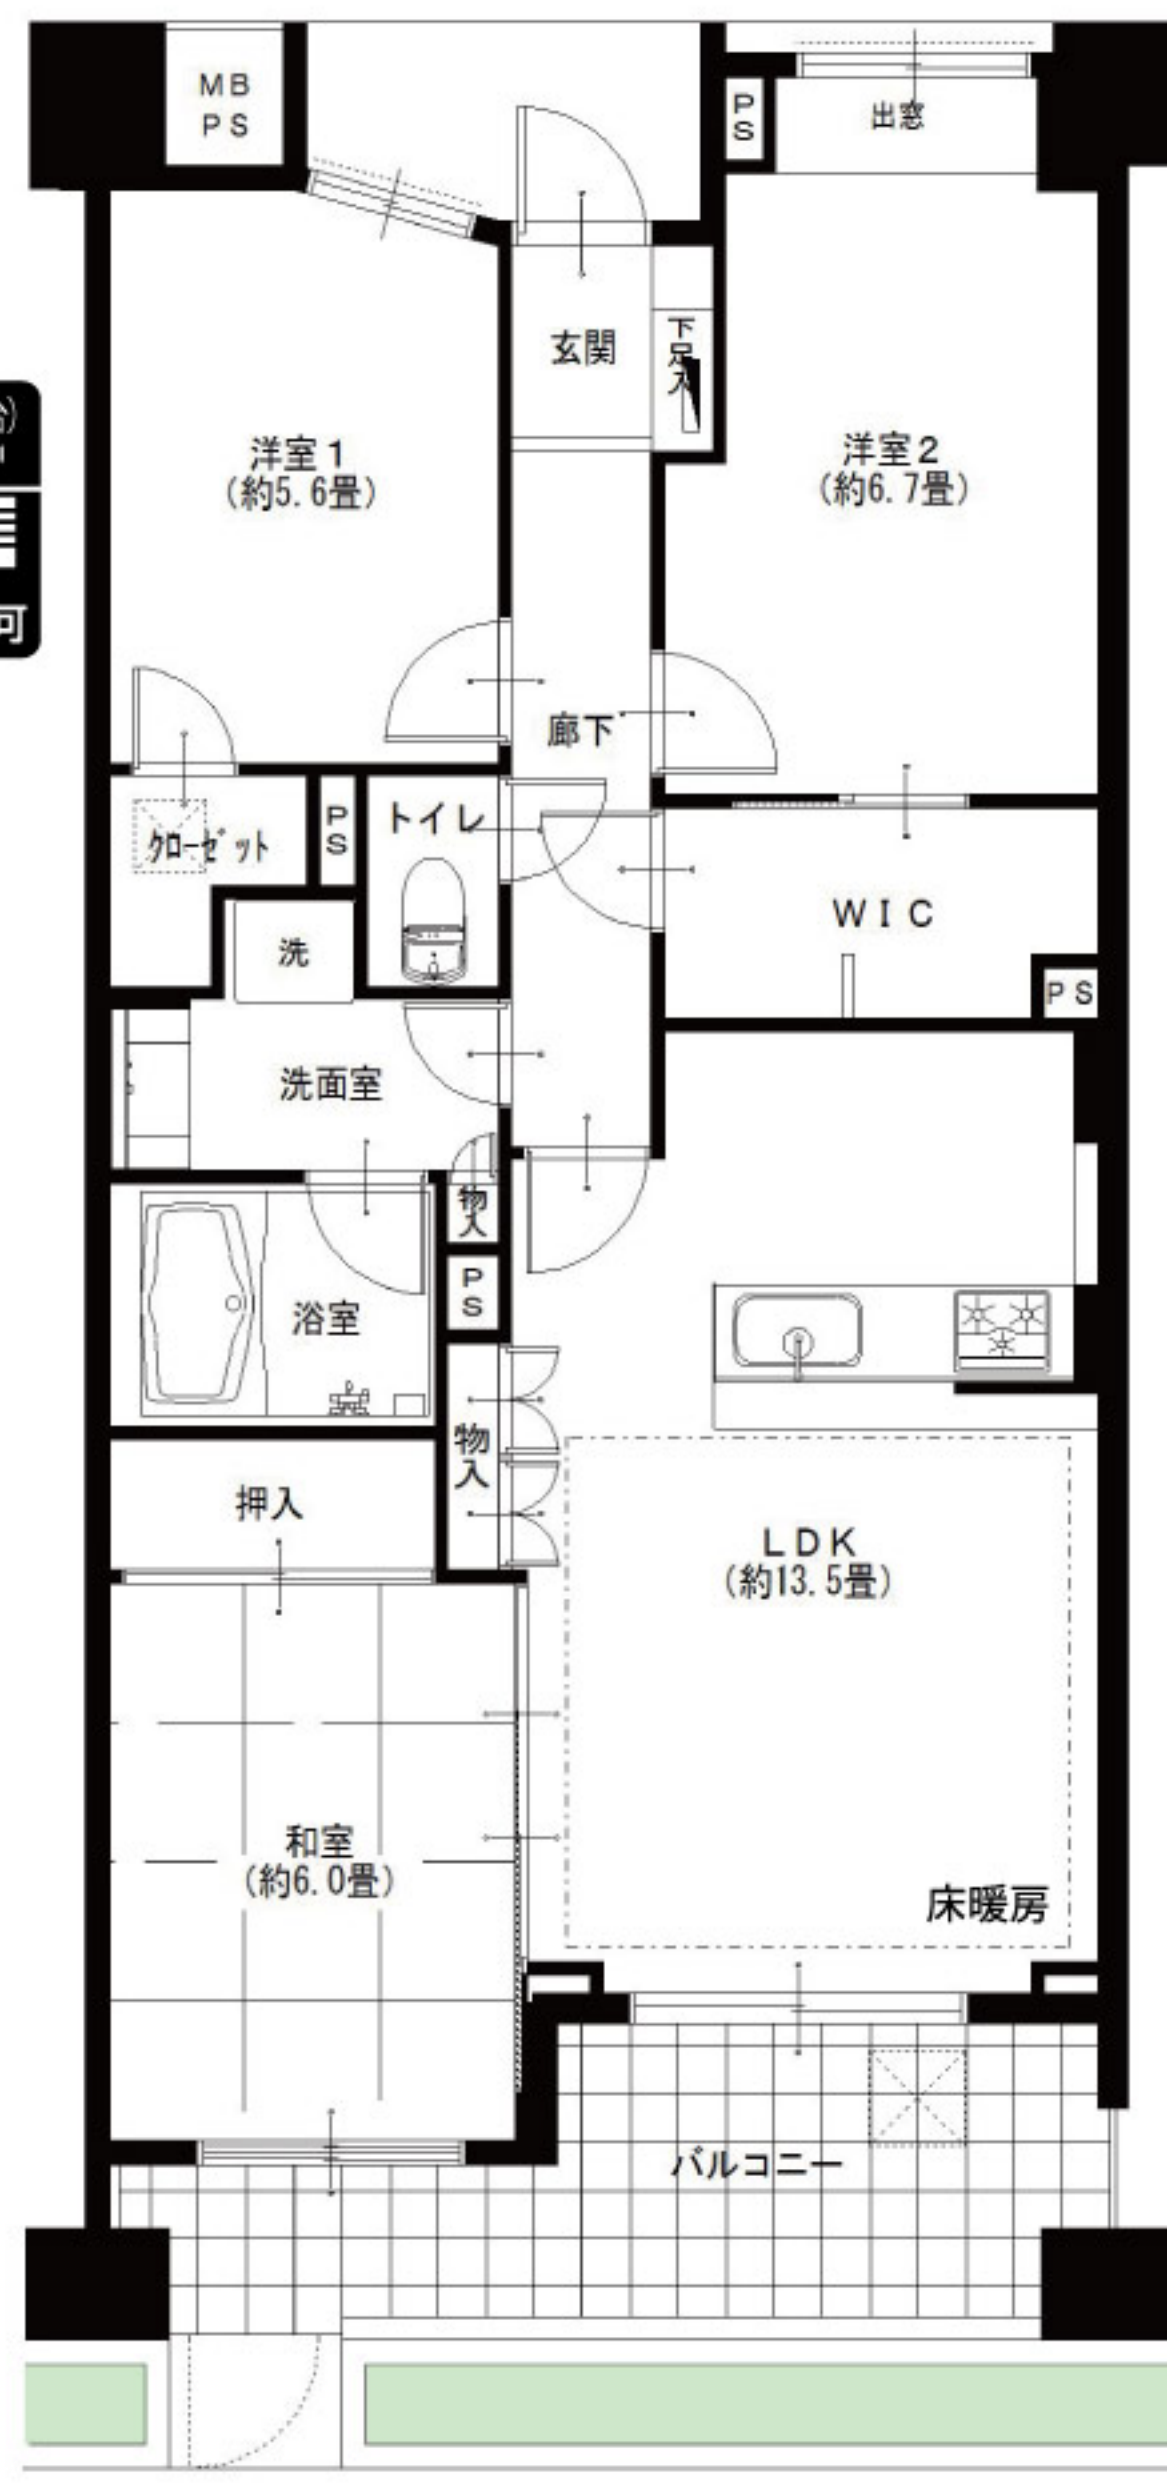 MB
PS
PS
出窓
玄関
下足入
洋室1
(約5.6畳)
洋室2
(約6.7畳)
可
廊下
クローゼット
PS
トイレ
WIC
洗
PS
洗面室
物入
PS
浴室
物入
押入
LDK
(約13.5畳)
和室
(約6.0畳)
床暖房
バルコニー